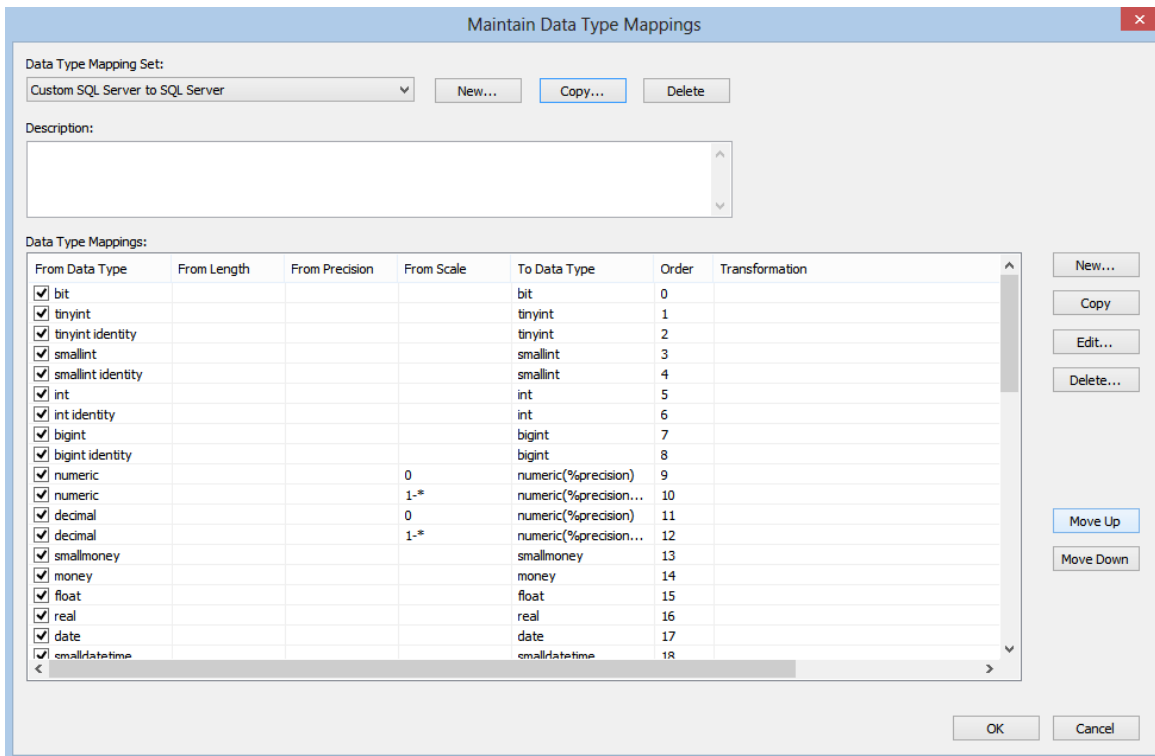 Maintain Data Type Mappings
Data Type Mapping Set:
Custom SQL Server to SQL Server New... Copy... Delete
Description:
Data Type Mappings:
From Data Type From Length From Precision From Scale To Data Type Order Transformation New...
bit bit 0
tinyint tinyint 1 Copy
tinyint identity tinyint 2
smallint smallint 3 Edit...
smallint identity smallint 4 Delete...
int int 5
int identity int 6
bigint bigint 7
bigint identity bigint 8
numeric 0 numeric(%precision) 9
numeric 1-* numeric(%precision... 10
decimal 0 numeric(%precision) 11 Move Up
decimal 1-* numeric(%precision... 12
smallmoney smallmoney 13 Move Down
money money 14
float float 15
real real 16
date date 17
smalldatetime smalldatetime 18
OK Cancel